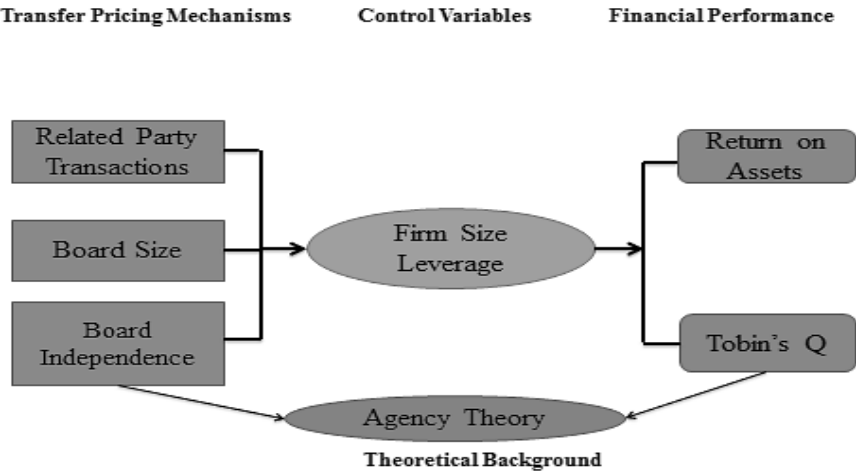 Transfer Pricing Mechanisms
Control Variables
Financial Performance
Related Party
Transactions
Board Size
Board
Independence
Firm Size
Leverage
Return on
Assets
Tobin's Q
Agency Theory
Theoretical Background